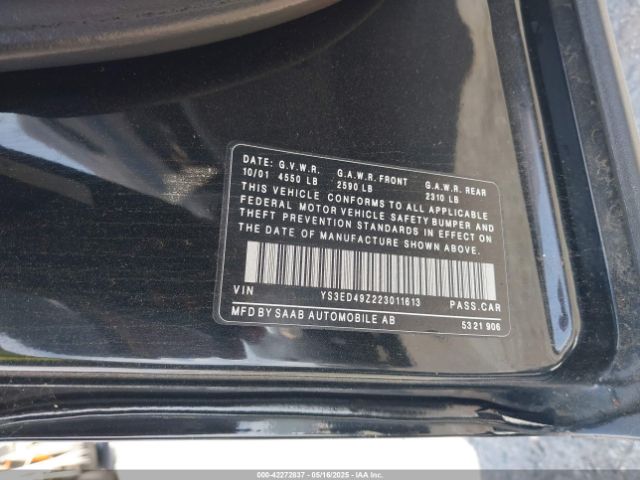 DATE: G.V.W.R. G.A.W.R. FRONT G.A.W.R. REAR
10/01 4550 LB 2590 LB 2310 LB
THIS VEHICLE CONFORMS TO ALL APPLICABLE
FEDERAL MOTOR VEHICLE SAFETY BUMPER AND
THEFT PREVENTION STANDARDS IN EFFECT ON
THE DATE OF MANUFACTURE SHOWN ABOVE.
VIN YS3ED49Z223011613 PASS.CAR
MFD BY SAAB AUTOMOBILE AB 5321 906
000-42272837 - 05/16/2025 - IAA Inc.